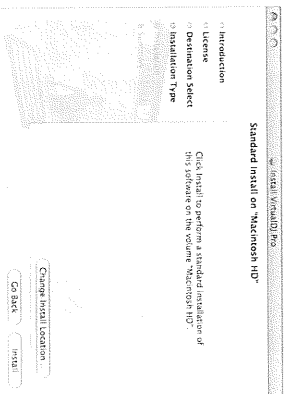 Install VirtualDJ Pro
Standard Install on "Macintosh HD"
Introduction
License
Destination Select
Installation Type
Click Install to perform a standard installation of
this software on the volume "Macintosh HD".
Change Install Location...
Go Back
Install